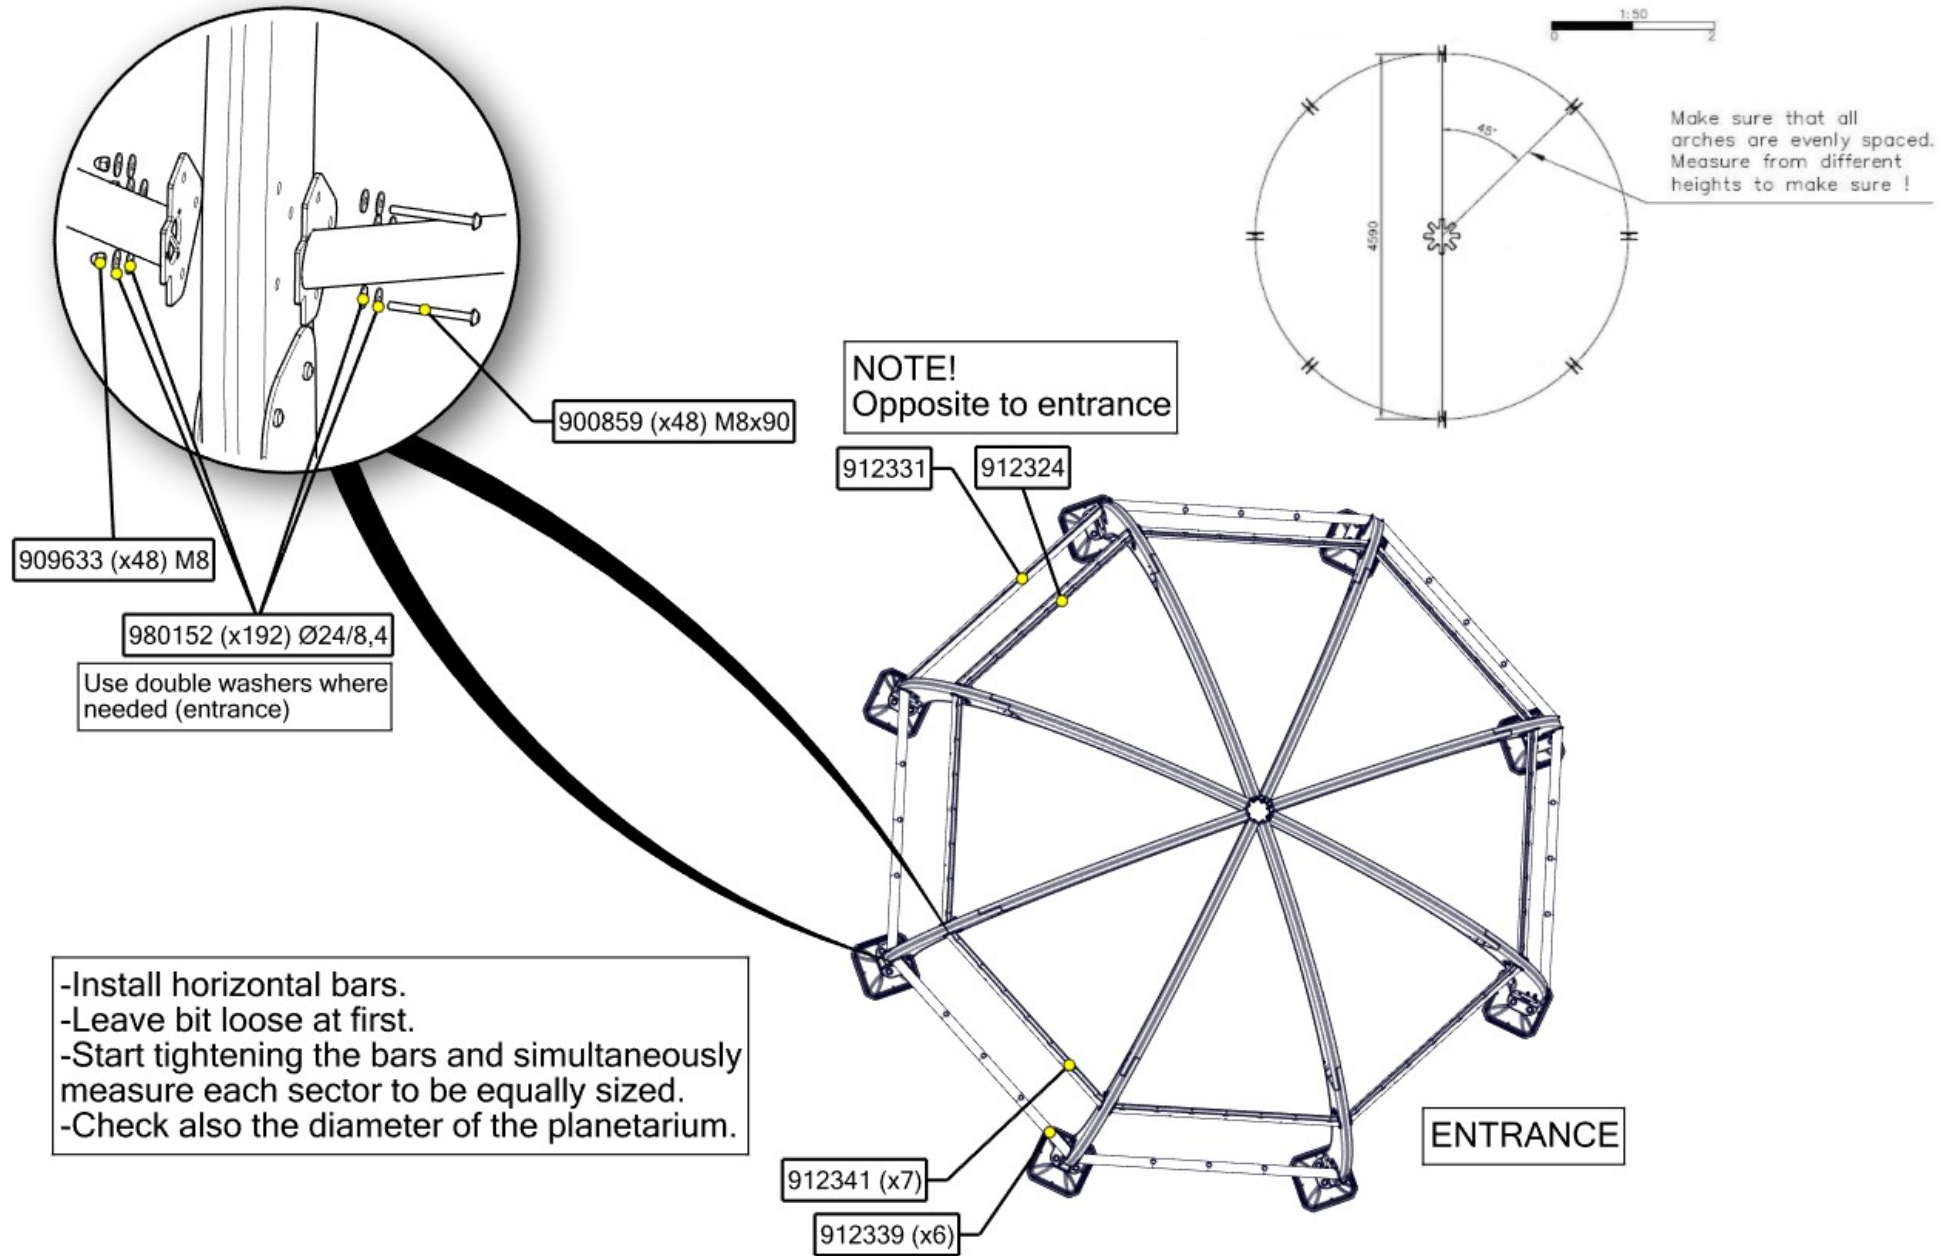 1:50
0
2
45°
4590
Make sure that all
arches are evenly spaced.
Measure from different
heights to make sure !
NOTE!
Opposite to entrance
900859 (x48) M8x90
912331
912324
909633 (x48) M8
980152 (x192) Ø24/8,4
Use double washers where
needed (entrance)
-Install horizontal bars.
-Leave bit loose at first.
-Start tightening the bars and simultaneously
measure each sector to be equally sized.
-Check also the diameter of the planetarium.
ENTRANCE
912341 (x7)
912339 (x6)